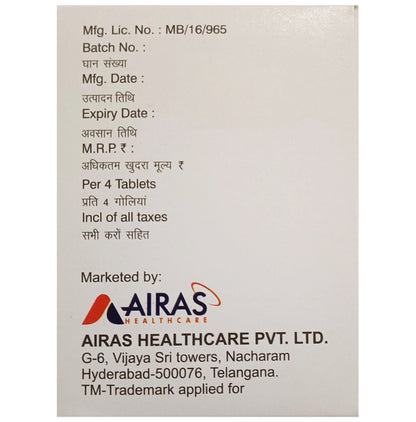 Mfg. Lic. No. : MB/16/965
Batch No. :
घान संख्या
Mfg. Date :
उत्पादन तिथि
Expiry Date :
अवसान तिथि
M.R.P. ₹ :
अधिकतम खुदरा मूल्य ₹
Per 4 Tablets
प्रति 4 गोलियां
Incl of all taxes
सभी करों सहित
Marketed by:
AIRAS
HEALTHCARE
AIRAS HEALTHCARE PVT. LTD.
G-6, Vijaya Sri towers, Nacharam
Hyderabad-500076, Telangana.
TM-Trademark applied for